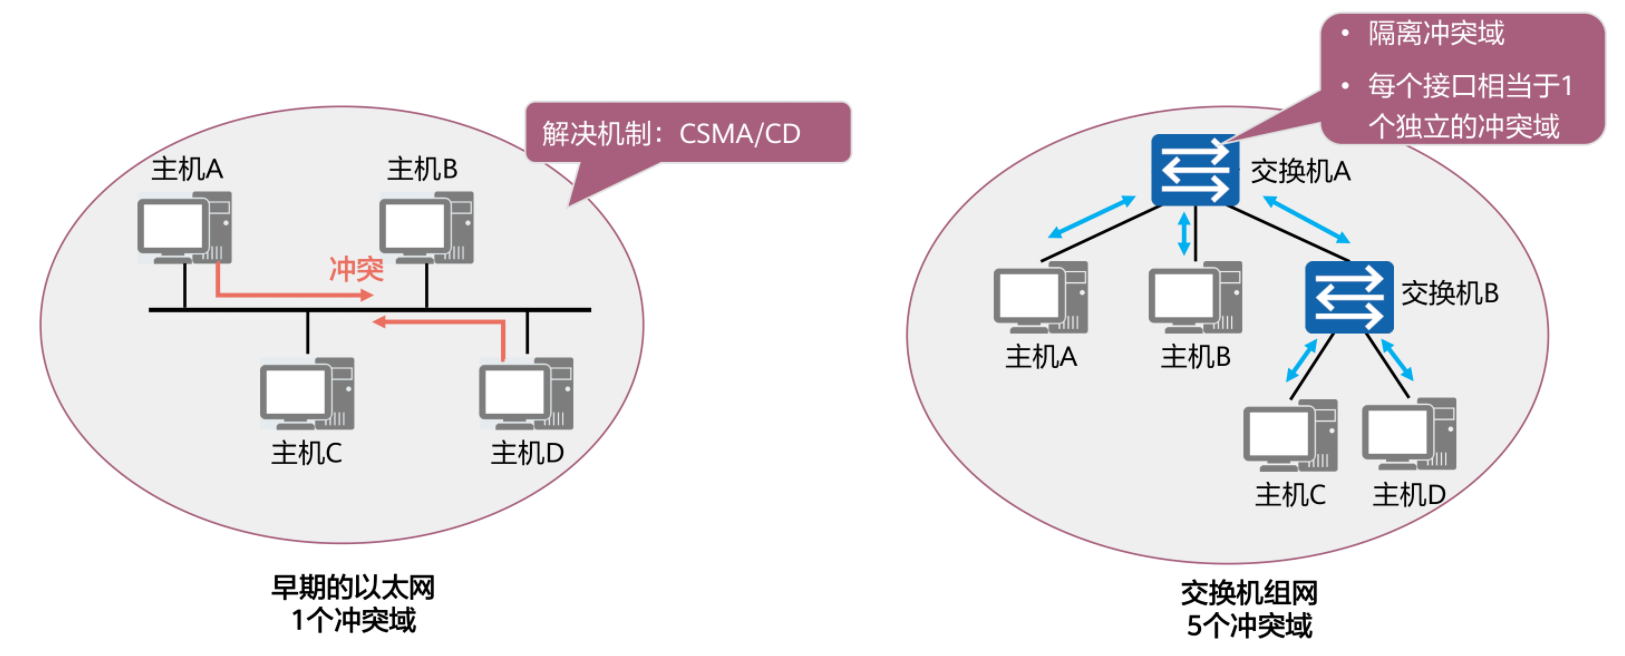 解决机制：CSMA/CD
主机A
主机B
冲突
主机C
主机D
早期的以太网
1个冲突域
• 隔离冲突域
• 每个接口相当于1
个独立的冲突域
交换机A
主机A
主机B
交换机B
主机C
主机D
交换机组网
5个冲突域